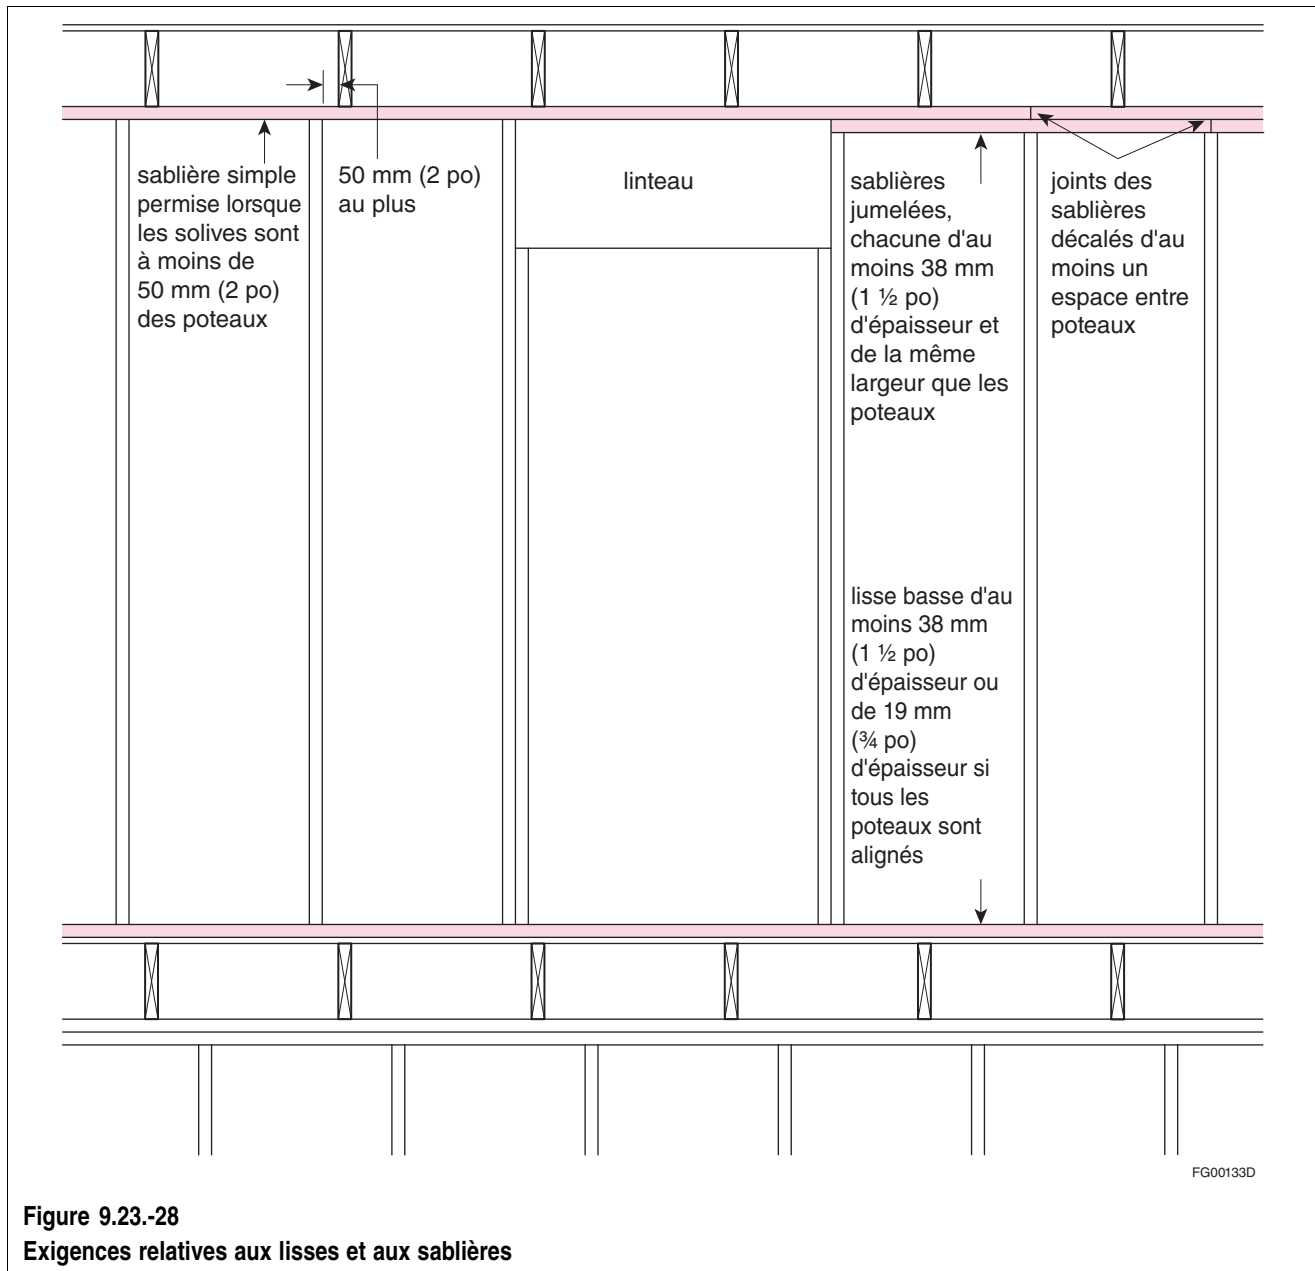 sablière simple
permise lorsque
les solives sont
à moins de
50 mm (2 po)
des poteaux
50 mm (2 po)
au plus
linteau
sablières
jumelées,
chacune d'au
moins 38 mm
(1 ½ po)
d'épaisseur et
de la même
largeur que les
poteaux
joints des
sablières
décalés d'au
moins un
espace entre
poteaux
lisse basse d'au
moins 38 mm
(1 ½ po)
d'épaisseur ou
de 19 mm
(¾ po)
d'épaisseur si
tous les
poteaux sont
alignés
FG00133D
Figure 9.23.-28
Exigences relatives aux lisses et aux sablières